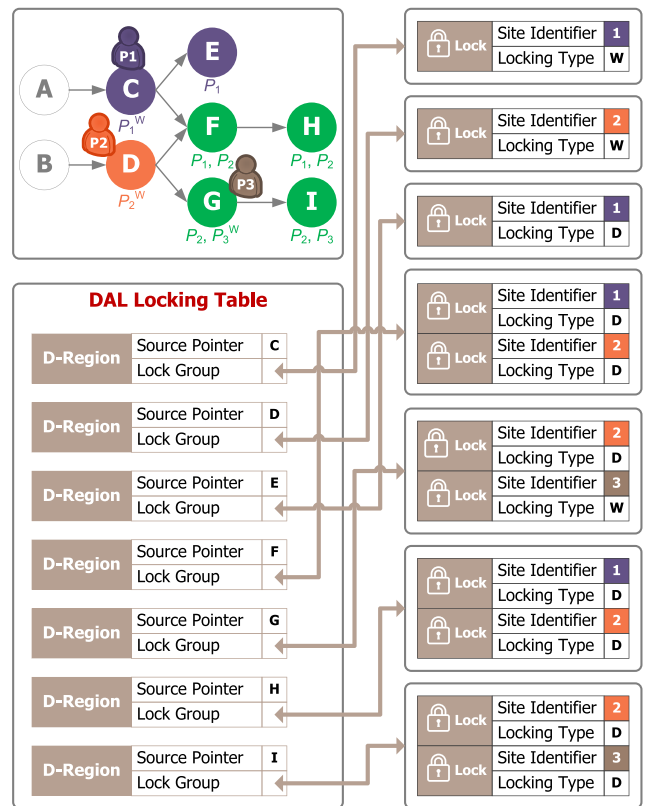 P1
A
C
E
P₁ᵂ
P₁
P2
F
H
P₁, P₂
P₁, P₂
B
D
P₂ᵂ
P3
G
I
P₂, P₃ᵂ
P₂, P₃
DAL Locking Table
D-Region
Source Pointer C
Lock Group
D-Region
Source Pointer D
Lock Group
D-Region
Source Pointer E
Lock Group
D-Region
Source Pointer F
Lock Group
D-Region
Source Pointer G
Lock Group
D-Region
Source Pointer H
Lock Group
D-Region
Source Pointer I
Lock Group
Lock
Site Identifier 1
Locking Type W
Lock
Site Identifier 2
Locking Type W
Lock
Site Identifier 1
Locking Type D
Lock
Site Identifier 1
Locking Type D
Lock
Site Identifier 2
Locking Type D
Lock
Site Identifier 2
Locking Type D
Lock
Site Identifier 3
Locking Type W
Lock
Site Identifier 1
Locking Type D
Lock
Site Identifier 2
Locking Type D
Lock
Site Identifier 2
Locking Type D
Lock
Site Identifier 3
Locking Type D